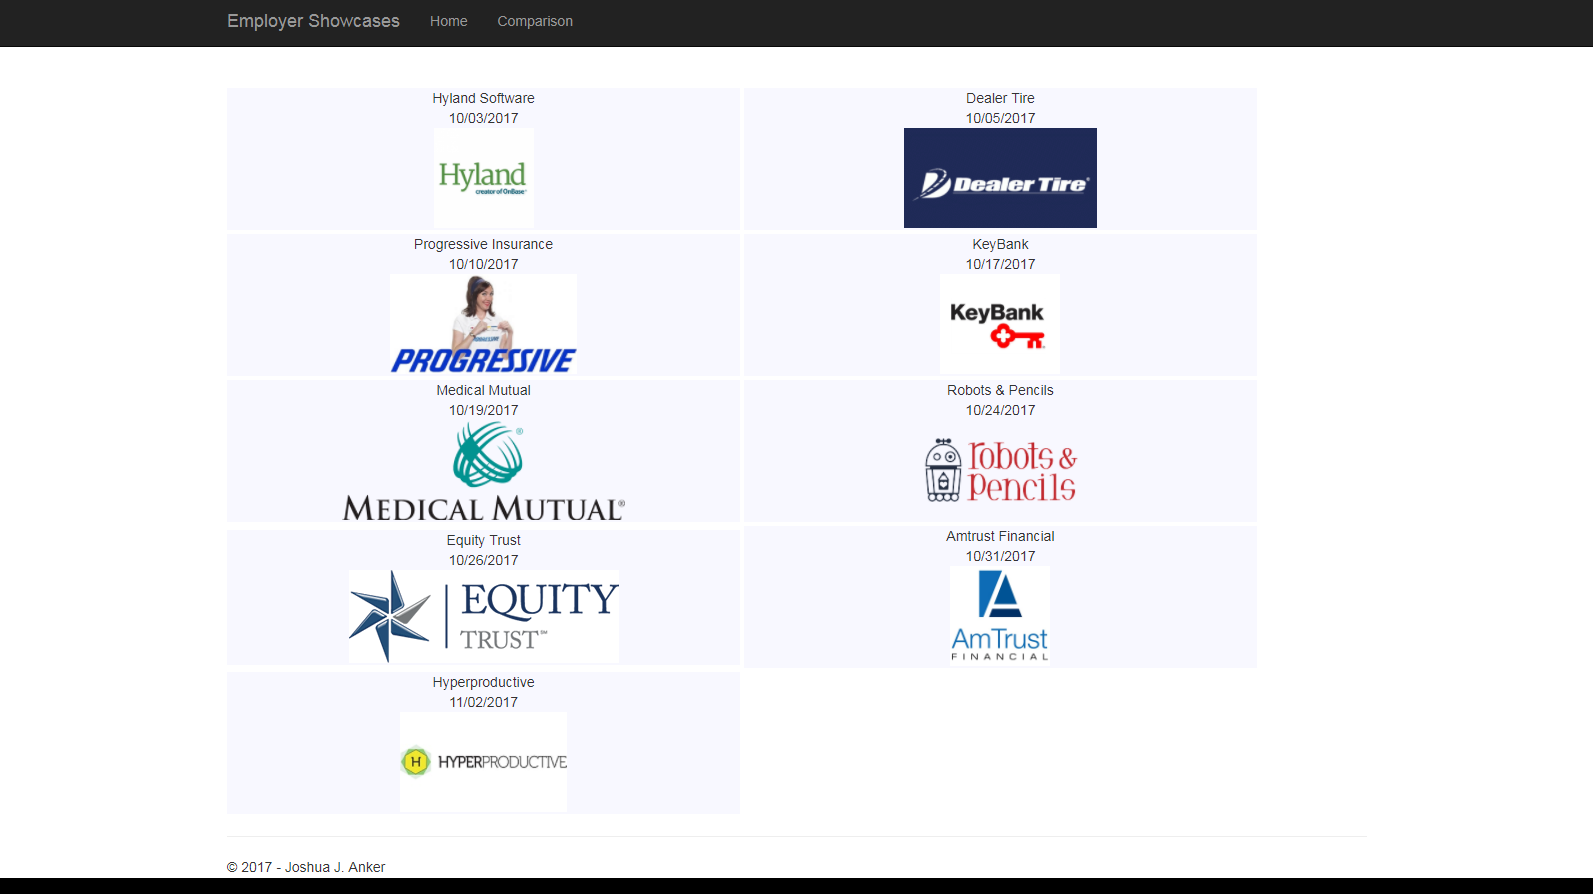 Employer Showcases Home Comparison
Hyland Software
10/03/2017
Hyland
creator of OnBase®
Dealer Tire
10/05/2017
Dealer Tire®
Progressive Insurance
10/10/2017
PROGRESSIVE
PROGRESSIVE
KeyBank
10/17/2017
KeyBank
Medical Mutual
10/19/2017
®
MEDICAL MUTUAL®
Robots & Pencils
10/24/2017
robots &
pencils
Equity Trust
10/26/2017
EQUITY
TRUST℠
Amtrust Financial
10/31/2017
AmTrust
FINANCIAL
Hyperproductive
11/02/2017
H HYPERPRODUCTIVE
© 2017 - Joshua J. Anker